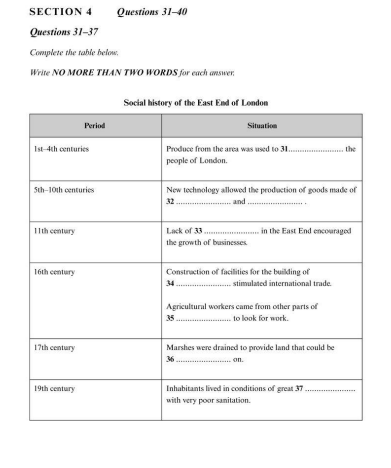 SECTION 4 Questions 31–40
Questions 31–37
Complete the table below.
Write NO MORE THAN TWO WORDS for each answer.
Social history of the East End of London
Period Situation
1st–4th centuries Produce from the area was used to 31........................ the
people of London.
5th–10th centuries New technology allowed the production of goods made of
32 ........................ and ........................ .
11th century Lack of 33 ........................ in the East End encouraged
the growth of businesses.
16th century Construction of facilities for the building of
34 ........................ stimulated international trade.
Agricultural workers came from other parts of
35 ........................ to look for work.
17th century Marshes were drained to provide land that could be
36 ........................ on.
19th century Inhabitants lived in conditions of great 37 ......................
with very poor sanitation.